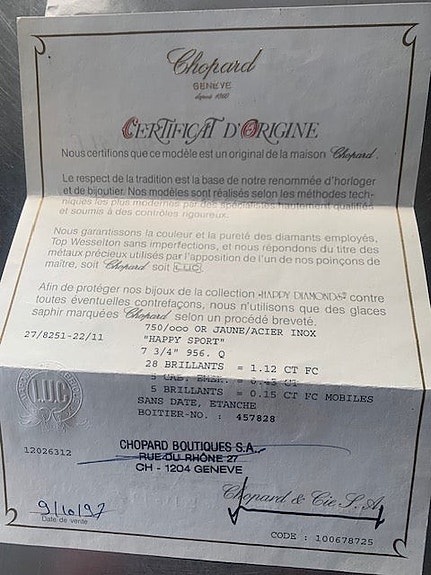 Chopard
GENÈVE
depuis 1860
CERTIFICAT D'ORIGINE
Nous certifions que ce modèle est un original de la maison Chopard.
Le respect de la tradition est la base de notre renommée d'horloger
et de bijoutier. Nos modèles sont réalisés selon les méthodes tech-
niques les plus modernes par des spécialistes hautement qualifiés
et soumis à des contrôles rigoureux.
Nous garantissons la couleur et la pureté des diamants employés,
Top Wesselton sans imperfections, et nous répondons du titre des
métaux précieux utilisés par l'apposition de l'un de nos poinçons de
maître, soit Chopard soit L.U.C
Afin de protéger nos bijoux de la collection «HAPPY DIAMONDS» contre
toutes éventuelles contrefaçons, nous n'utilisons que des glaces
saphir marquées Chopard selon un procédé breveté.
750/ooo OR JAUNE/ACIER INOX
27/8251-22/11 "HAPPY SPORT"
7 3/4" 956. Q
28 BRILLANTS = 1.12 CT FC
5 CAB. EMER. = 0.43 CT
5 BRILLANTS = 0.15 CT FC MOBILES
SANS DATE, ETANCHE
BOITIER-NO. : 457828
L.U.C
12026312
CHOPARD BOUTIQUES S.A.
RUE DU RHÔNE 27
CH - 1204 GENEVE
9/10/97
Date de vente
Chopard & Cie S.A.
CODE : 100678725